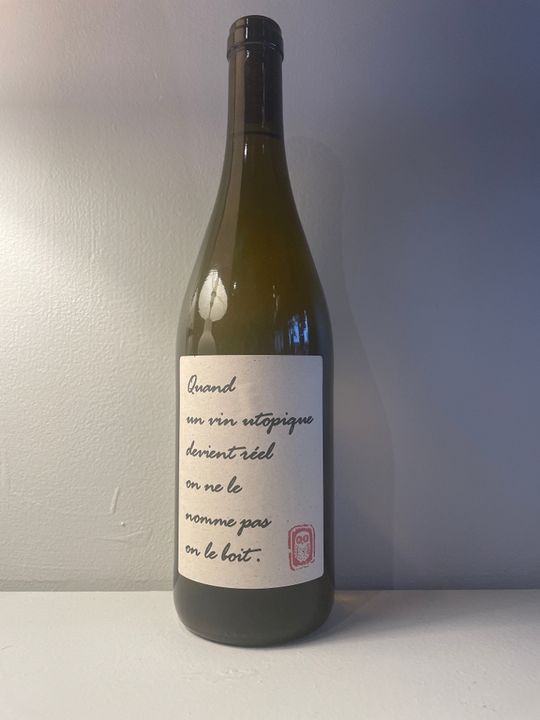 Quand
un vin utopique
devient réel
on ne le
nomme pas
on le boit.